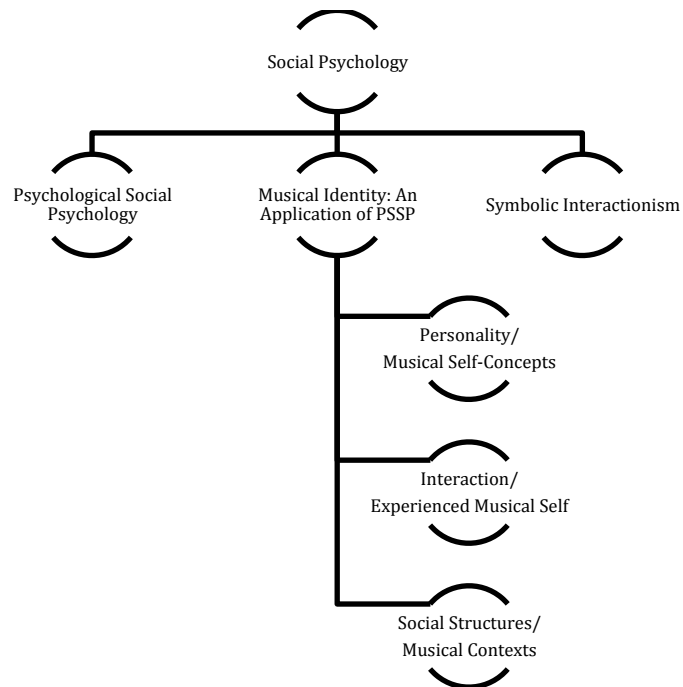 Social Psychology
Psychological Social
Psychology
Musical Identity: An
Application of PSSP
Symbolic Interactionism
Personality/
Musical Self-Concepts
Interaction/
Experienced Musical Self
Social Structures/
Musical Contexts